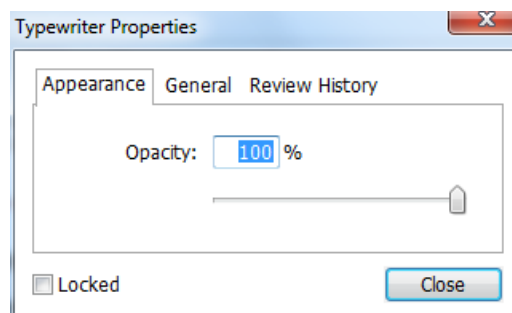 Typewriter Properties
Appearance General Review History
Opacity: 100 %
Locked Close